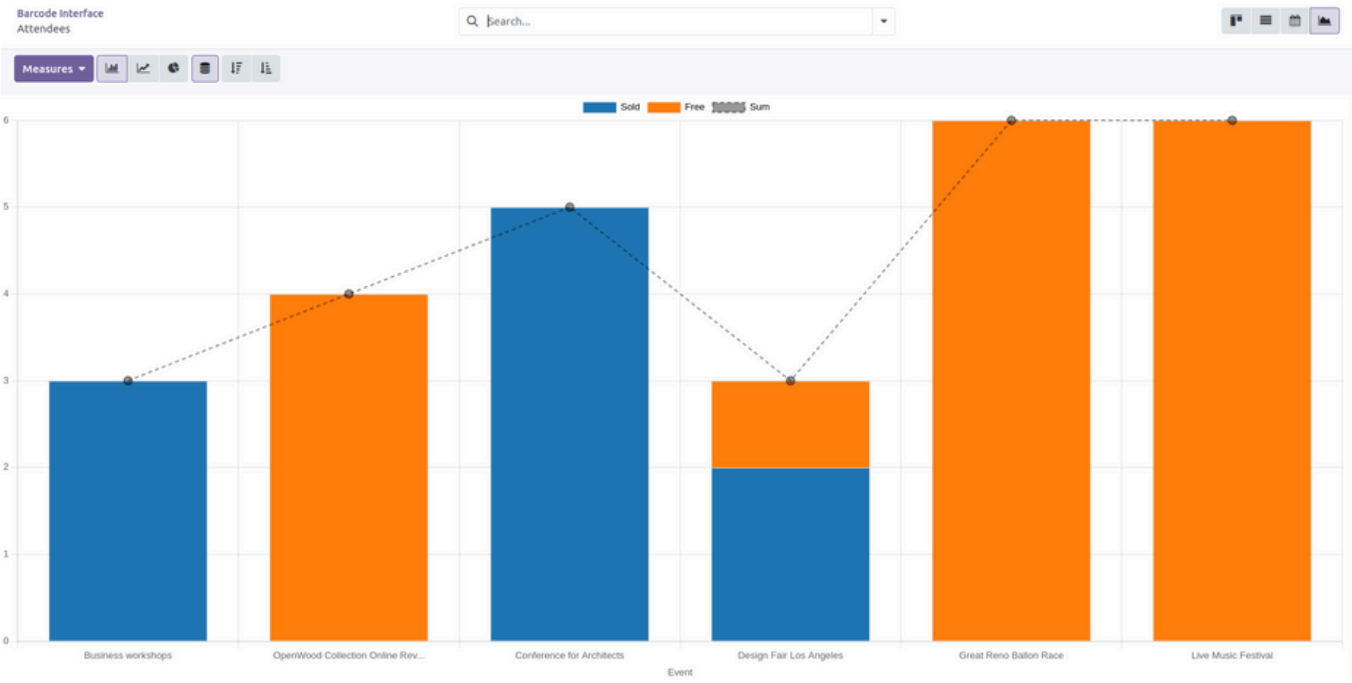 Barcode Interface
Attendees
Search...
Measures
Sold Free Sum
6
5
4
3
2
1
0
Business workshops OpenWood Collection Online Rev... Conference for Architects Design Fair Los Angeles Great Reno Ballon Race Live Music Festival
Event